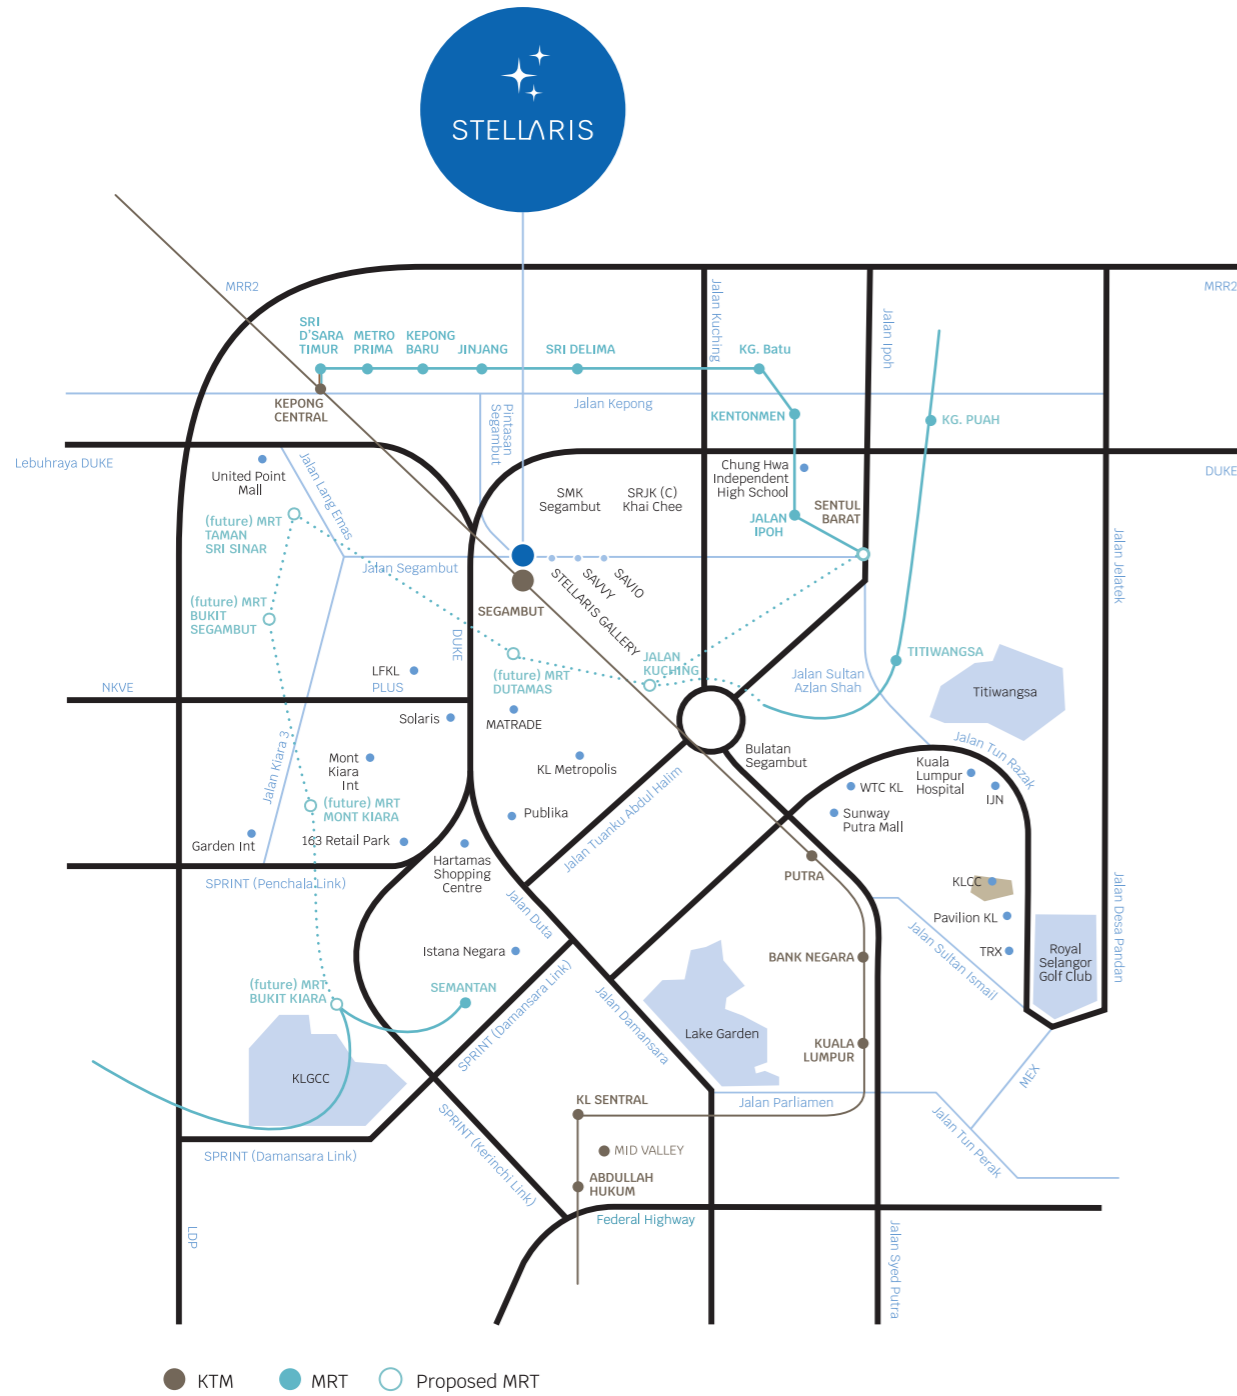 STELLARIS
MRR2
MRR2
SRI
D'SARA
TIMUR
METRO
PRIMA
KEPONG
BARU
JINJANG
SRI DELIMA
KG. Batu
Jalan Kuching
Jalan Ipoh
KEPONG
CENTRAL
Jalan Kepong
Pintasan
Segambut
KENTONMEN
KG. PUAH
Lebuhraya DUKE
DUKE
United Point
Mall
Jalan Lang Emas
SMK
Segambut
SRJK (C)
Khai Chee
Chung Hwa
Independent
High School
SENTUL
BARAT
JALAN
IPOH
(future) MRT
TAMAN
SRI SINAR
Jalan Segambut
Jalan Jelatek
STELLARIS GALLERY
SAVVY
SAVIO
SEGAMBUT
(future) MRT
BUKIT
SEGAMBUT
DUKE
LFKL
PLUS
NKVE
(future) MRT
DUTAMAS
JALAN
KUCHING
Jalan Sultan
Azlan Shah
TITIWANGSA
Titiwangsa
Solaris
MATRADE
Jalan Kiara 3
Mont
Kiara
Int
KL Metropolis
Bulatan
Segambut
Jalan Tun Razak
Kuala
Lumpur
Hospital
WTC KL
IJN
Jalan Tuanku Abdul Halim
(future) MRT
MONT KIARA
Publika
Sunway
Putra Mall
Garden Int
163 Retail Park
Hartamas
Shopping
Centre
SPRINT (Penchala Link)
PUTRA
KLCC
Jalan Duta
Pavilion KL
Jalan Desa Pandan
Istana Negara
BANK NEGARA
Jalan Sultan Ismail
TRX
Royal
Selangor
Golf Club
(future) MRT
BUKIT KIARA
SEMANTAN
SPRINT (Damansara Link)
Jalan Damansara
Lake Garden
KUALA
LUMPUR
KLGCC
MEX
KL SENTRAL
Jalan Parliamen
Jalan Tun Perak
SPRINT (Damansara Link)
SPRINT (Kerinchi Link)
MID VALLEY
ABDULLAH
HUKUM
Federal Highway
LDP
Jalan Syed Putra
KTM
MRT
Proposed MRT